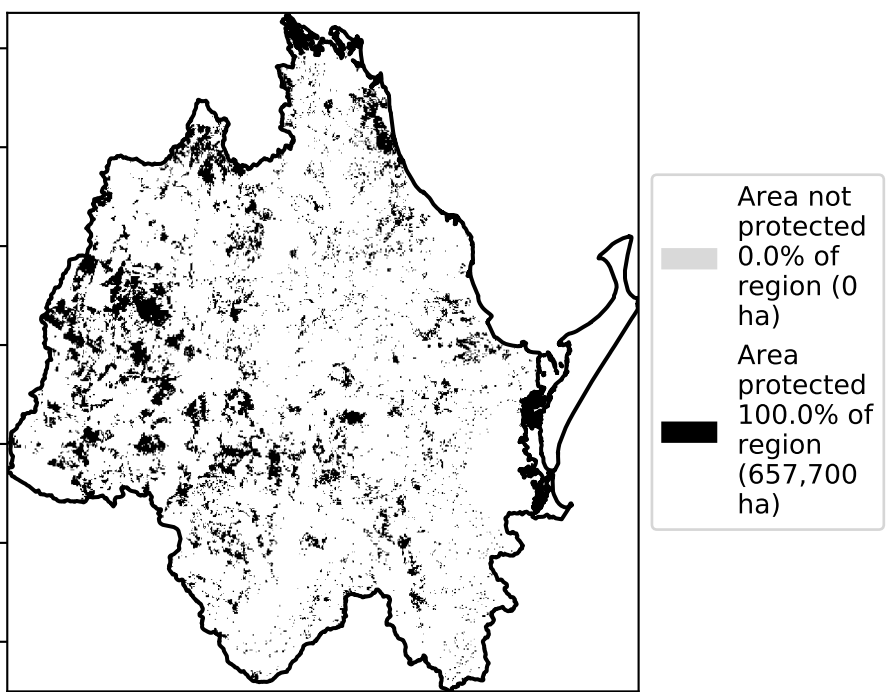 Area not
protected
0.0% of
region (0
ha)
Area
protected
100.0% of
region
(657,700
ha)